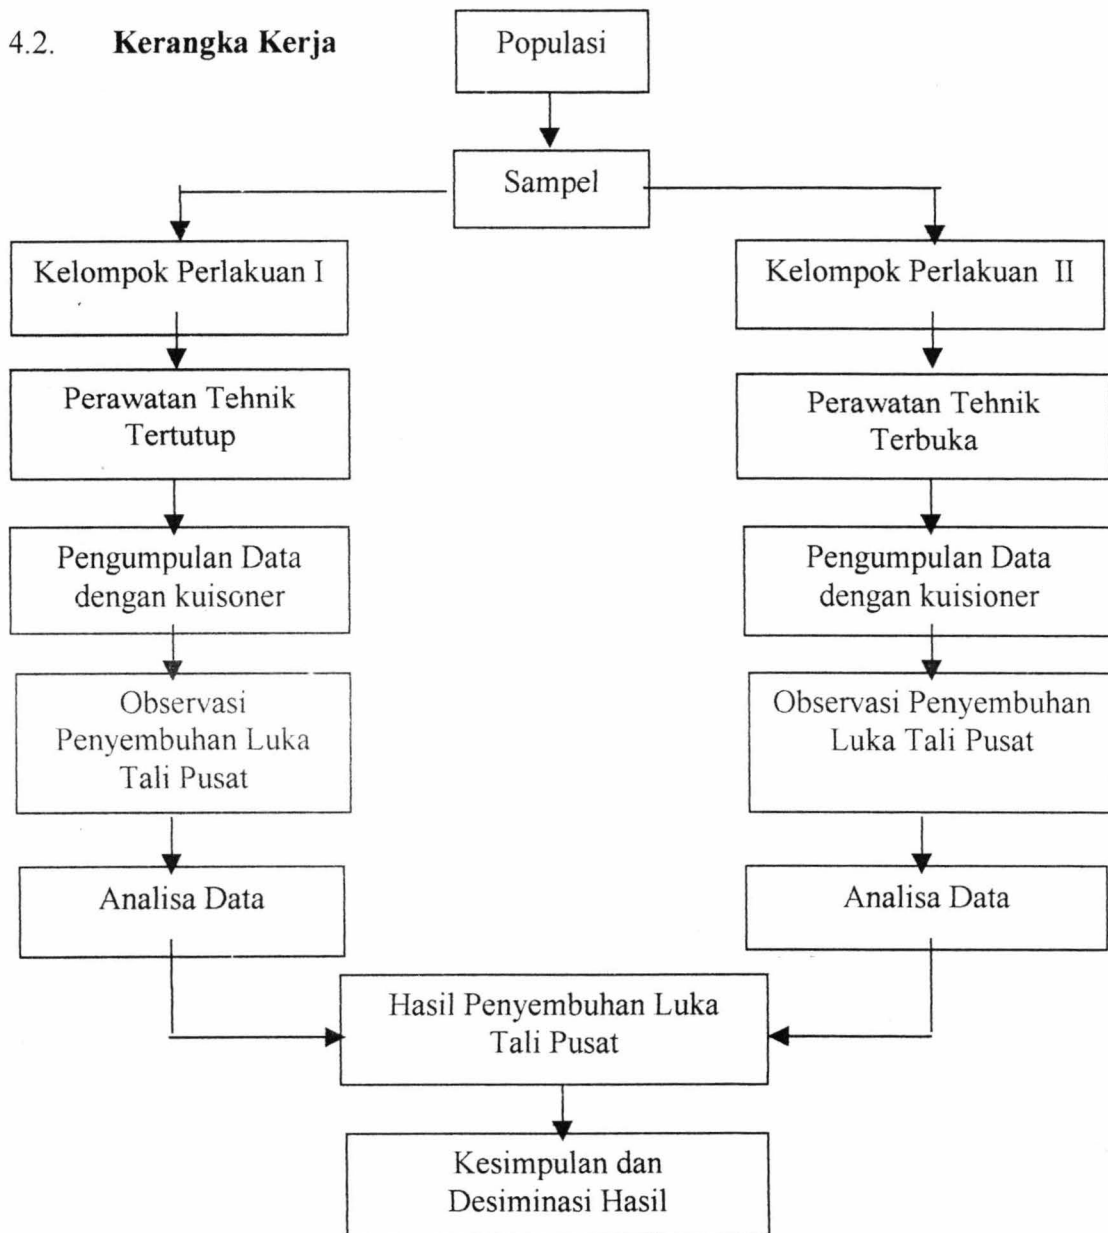 4.2. Kerangka Kerja
Populasi
Sampel
Kelompok Perlakuan I
Kelompok Perlakuan II
Perawatan Tehnik
Tertutup
Perawatan Tehnik
Terbuka
Pengumpulan Data
dengan kuisoner
Pengumpulan Data
dengan kuisioner
Observasi
Penyembuhan Luka
Tali Pusat
Observasi Penyembuhan
Luka Tali Pusat
Analisa Data
Analisa Data
Hasil Penyembuhan Luka
Tali Pusat
Kesimpulan dan
Desiminasi Hasil